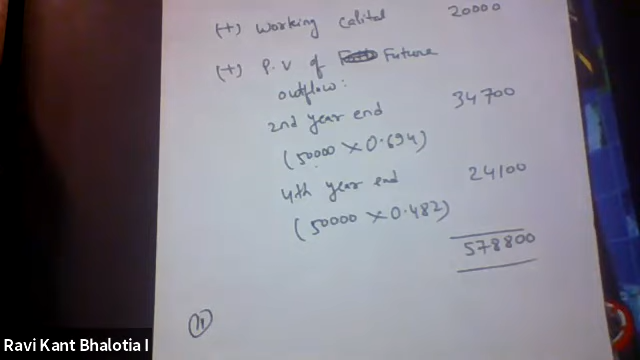 (+) Working Calital 20000
(+) P.V of Future
outflow:
2nd year end 34700
(50000 × 0.694)
4th year end 24100
(50000 × 0.482)
578800
(11)
Ravi Kant Bhalotia I